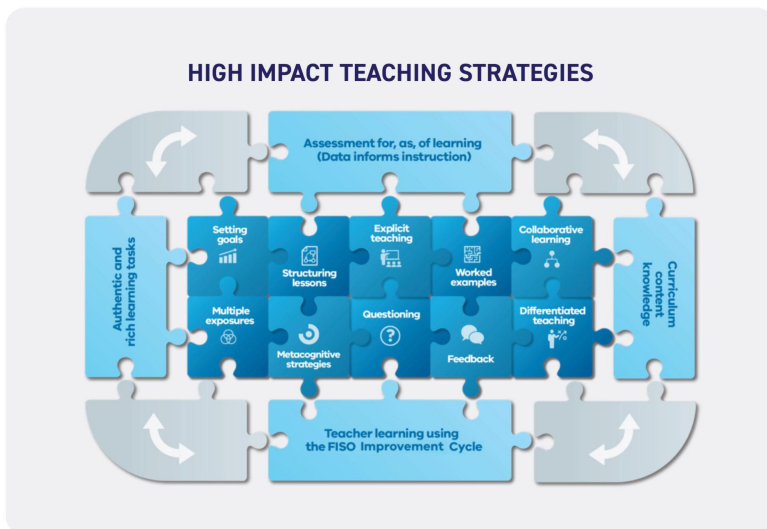 HIGH IMPACT TEACHING STRATEGIES
Assessment for, as, of learning
(Data informs instruction)
Authentic and
rich learning tasks
Setting
goals
Structuring
lessons
Explicit
teaching
Worked
examples
Collaborative
learning
Curriculum
content
knowledge
Multiple
exposures
Metacognitive
strategies
Questioning
?
Feedback
Differentiated
teaching
Teacher learning using
the FISO Improvement Cycle